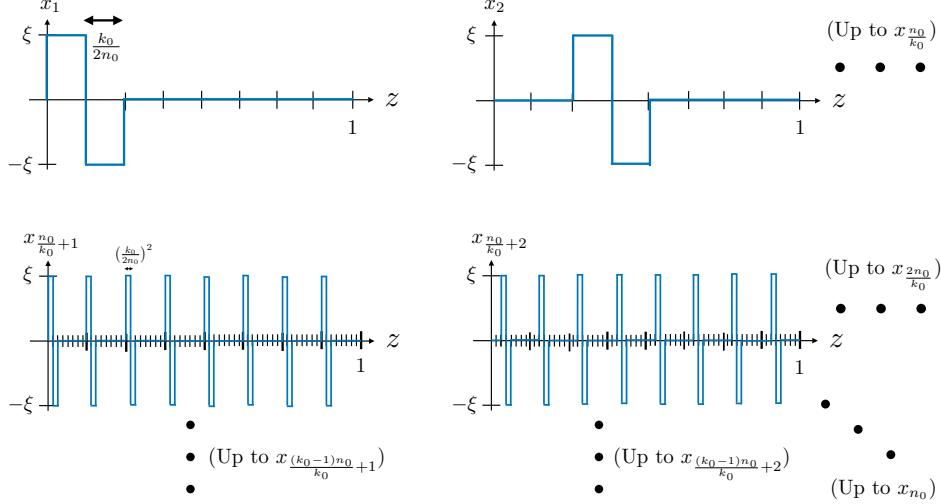 x_1
ξ
k_0/2n_0
z
1
−ξ
x_2
ξ
(Up to x_{n_0/k_0})
z
1
−ξ
x_{n_0/k_0+1}
(k_0/2n_0)^2
ξ
z
1
−ξ
(Up to x_{(k_0−1)n_0/k_0+1})
x_{n_0/k_0+2}
ξ
(Up to x_{2n_0/k_0})
z
1
−ξ
(Up to x_{(k_0−1)n_0/k_0+2})
(Up to x_{n_0})